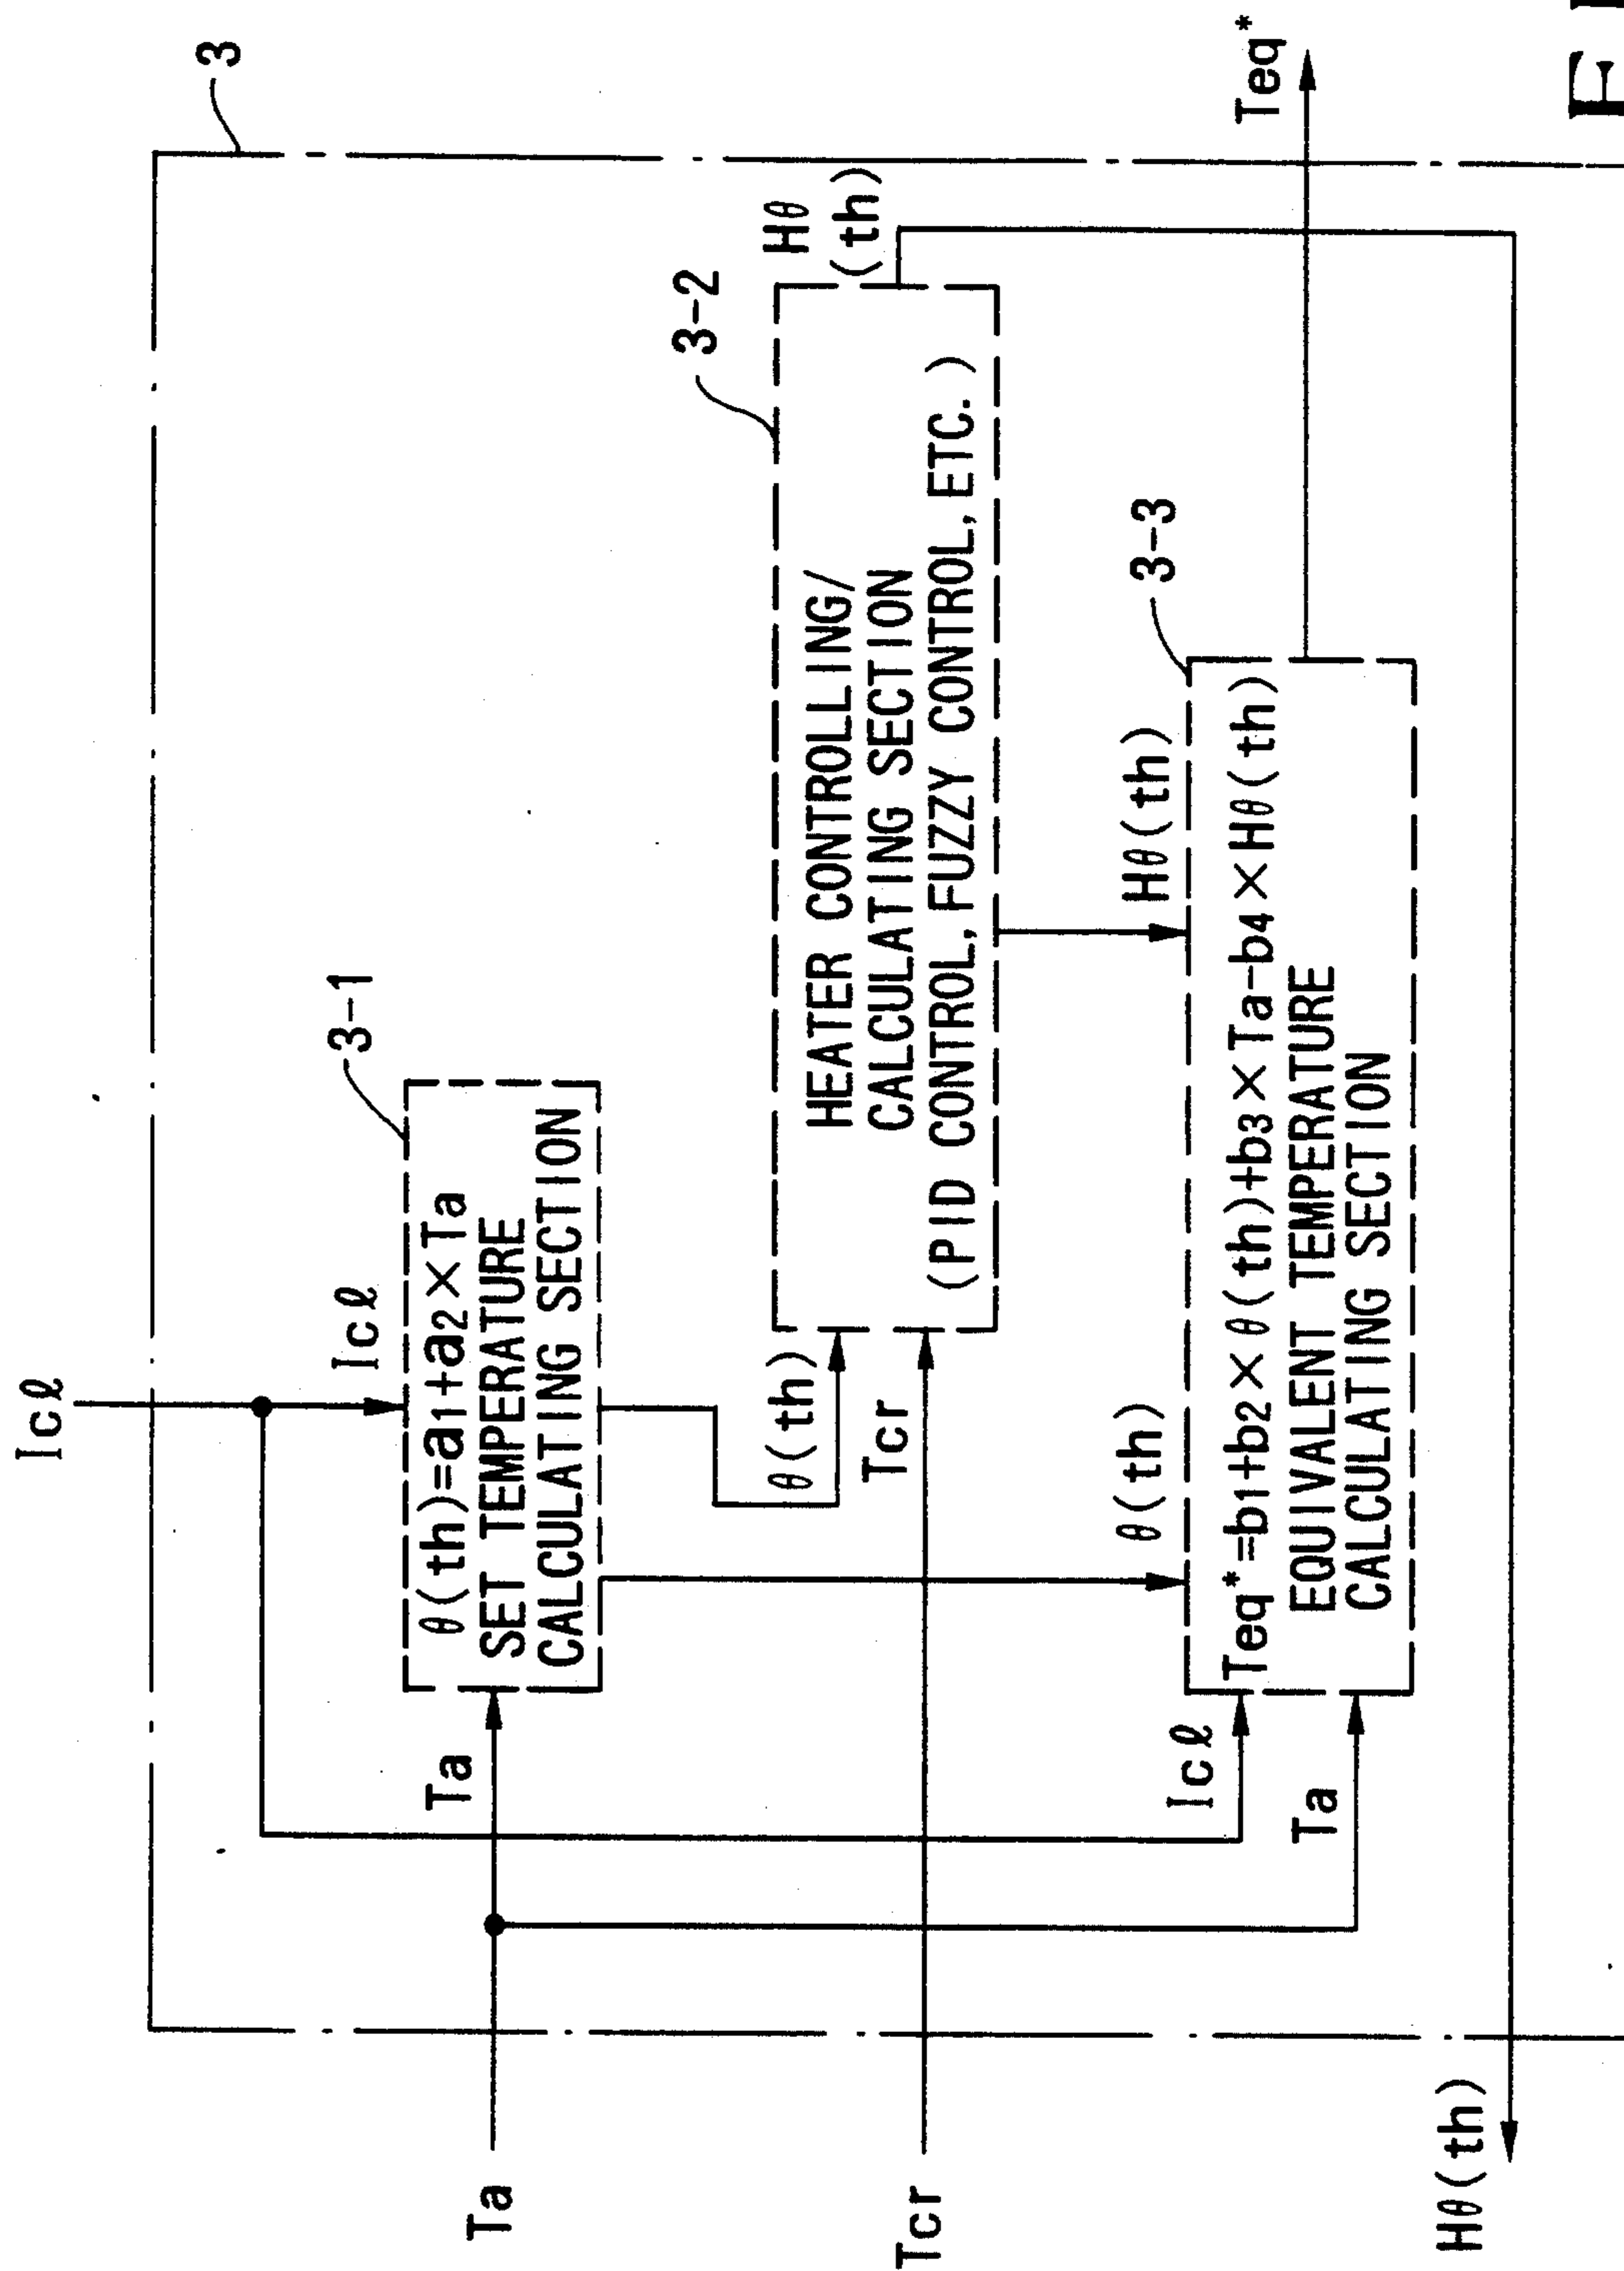 3
Icℓ
Icℓ
3-1
θ(th)=a1+a2×Ta
SET TEMPERATURE
CALCULATING SECTION
Ta
Ta
3-2
Hθ
(th)
HEATER CONTROLLING/
CALCULATING SECTION
(PID CONTROL,FUZZY CONTROL,ETC.)
θ(th)
Tcr
Tcr
3-3
Hθ(th)
θ(th)
Teq*=b1+b2×θ(th)+b3×Ta-b4×Hθ(th)
EQUIVALENT TEMPERATURE
CALCULATING SECTION
Icℓ
Ta
Teq*
Hθ(th)